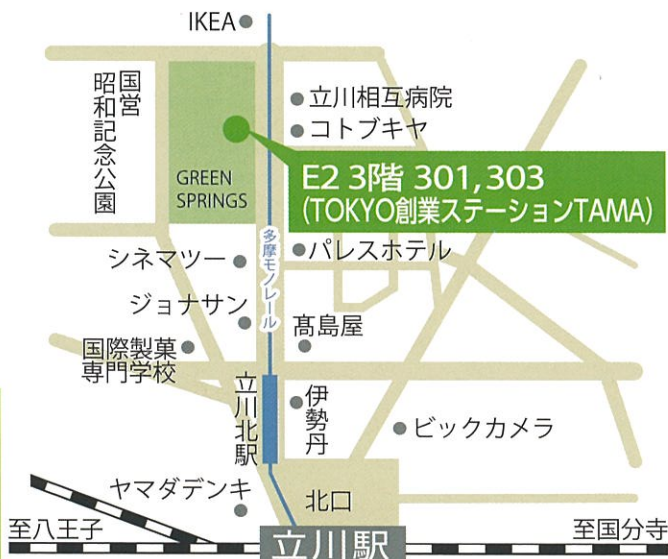 IKEA
国営
昭和記念公園
立川相互病院
コトブキヤ
GREEN
SPRINGS
E2 3階 301,303
(TOKYO創業ステーションTAMA)
多摩モノレール
シネマツー
パレスホテル
ジョナサン
髙島屋
国際製菓
専門学校
立川北駅
伊勢丹
ビックカメラ
ヤマダデンキ
北口
至八王子
立川駅
至国分寺